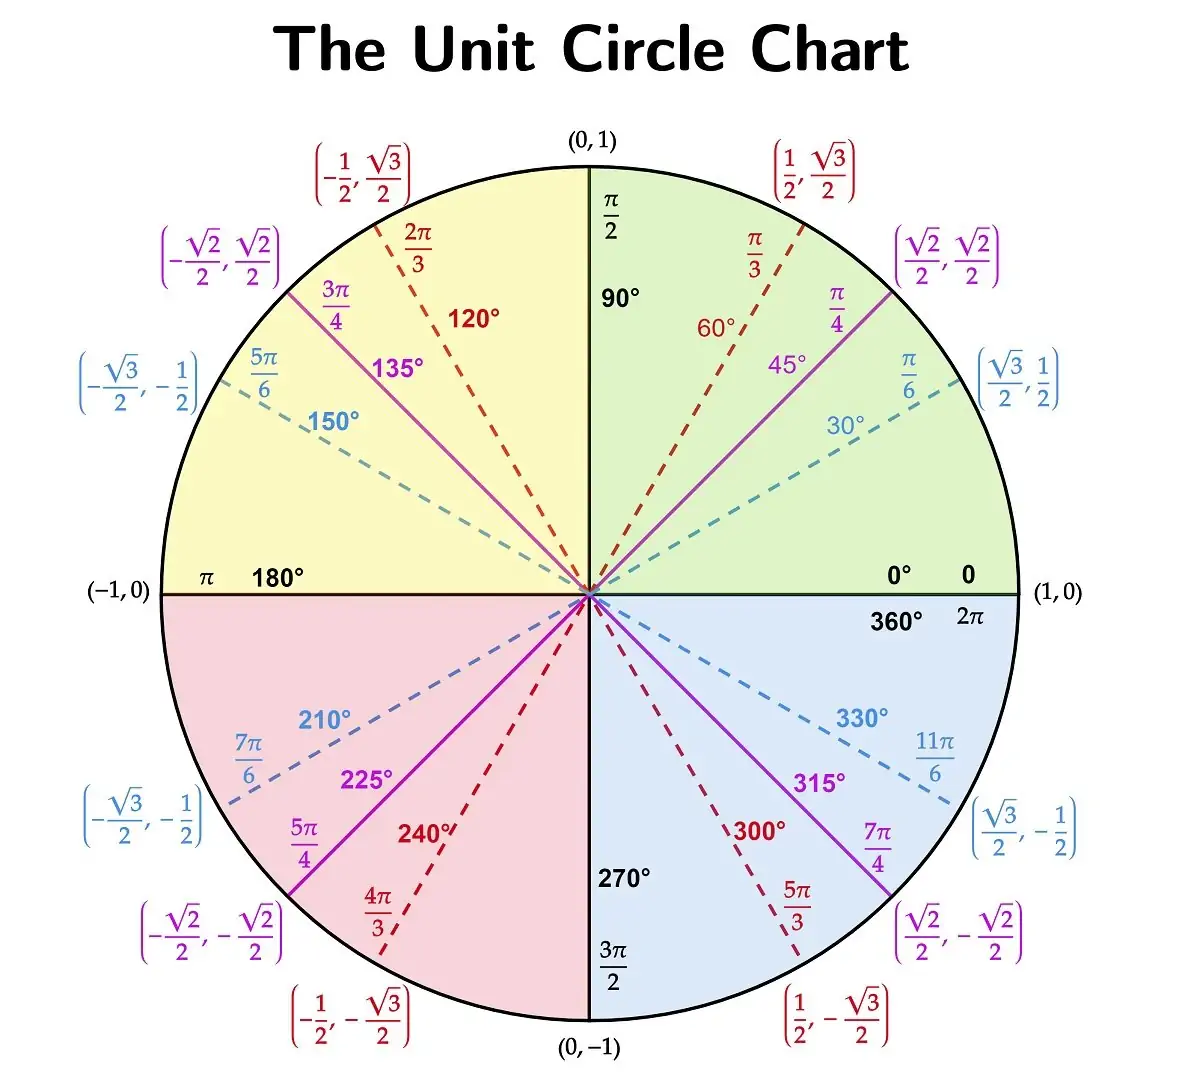 The Unit Circle Chart
(0, 1)
(-1/2, √3/2)
(1/2, √3/2)
(-√2/2, √2/2)
(√2/2, √2/2)
(-√3/2, -1/2)
(√3/2, 1/2)
2π/3
π/2
π/3
3π/4
π/4
5π/6
π/6
120°
90°
60°
135°
45°
150°
30°
(−1, 0)
π 180°
0° 0
(1, 0)
360° 2π
210°
330°
7π/6
11π/6
225°
315°
(-√3/2, -1/2)
(√3/2, -1/2)
5π/4
240°
300°
7π/4
270°
4π/3
5π/3
(-√2/2, -√2/2)
(√2/2, -√2/2)
3π/2
(-1/2, -√3/2)
(1/2, -√3/2)
(0, −1)